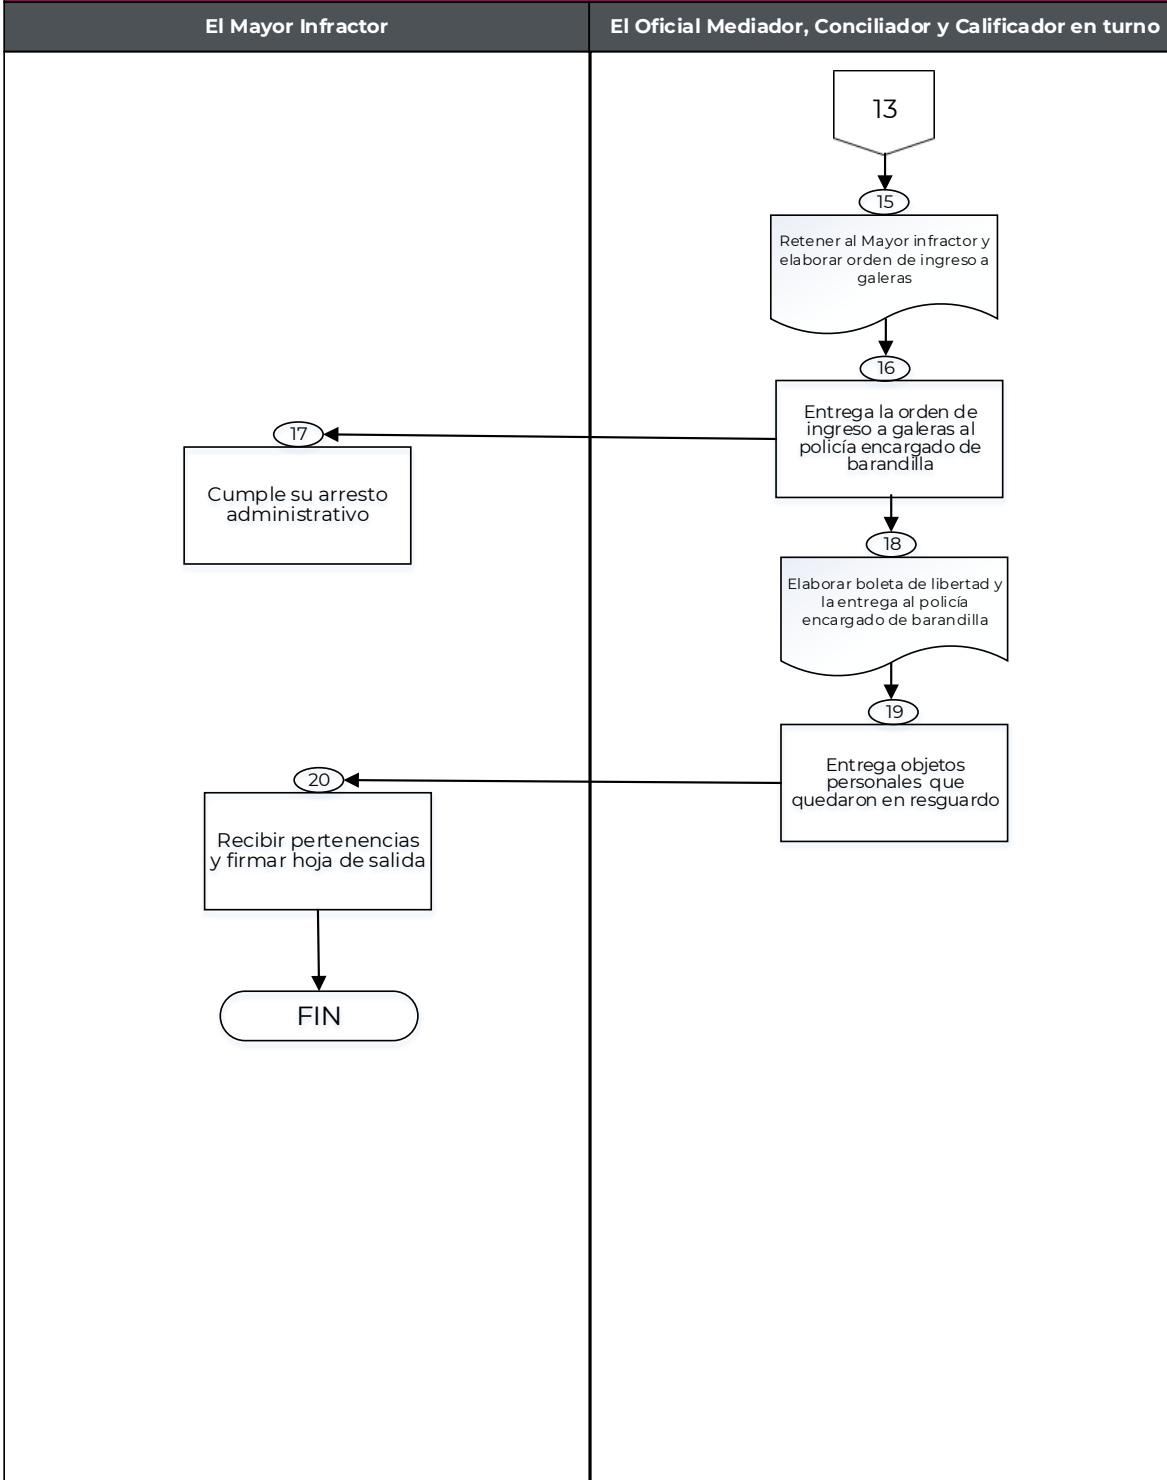 El Mayor Infractor
El Oficial Mediador, Conciliador y Calificador en turno
13
15
Retener al Mayor infractor y
elaborar orden de ingreso a
galeras
16
Entrega la orden de
ingreso a galeras al
policía encargado de
barandilla
17
Cumple su arresto
administrativo
18
Elaborar boleta de libertad y
la entrega al policía
encargado de barandilla
19
Entrega objetos
personales que
quedaron en resguardo
20
Recibir pertenencias
y firmar hoja de salida
FIN